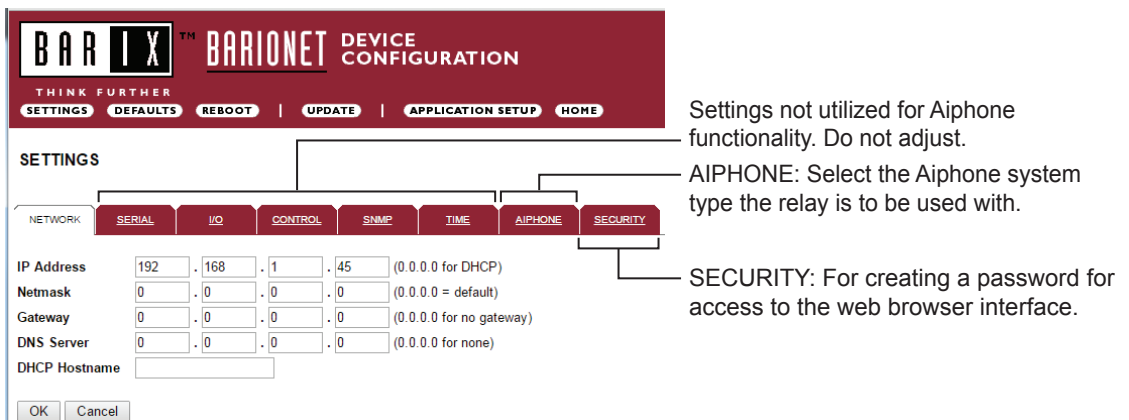 BARIX™ BARIONET DEVICE CONFIGURATION
THINK FURTHER
SETTINGS DEFAULTS REBOOT | UPDATE | APPLICATION SETUP HOME
SETTINGS
NETWORK SERIAL I/O CONTROL SNMP TIME AIPHONE SECURITY
IP Address 192 . 168 . 1 . 45 (0.0.0.0 for DHCP)
Netmask 0 . 0 . 0 . 0 (0.0.0.0 = default)
Gateway 0 . 0 . 0 . 0 (0.0.0.0 for no gateway)
DNS Server 0 . 0 . 0 . 0 (0.0.0.0 for none)
DHCP Hostname
OK Cancel
Settings not utilized for Aiphone
functionality. Do not adjust.
AIPHONE: Select the Aiphone system
type the relay is to be used with.
SECURITY: For creating a password for
access to the web browser interface.